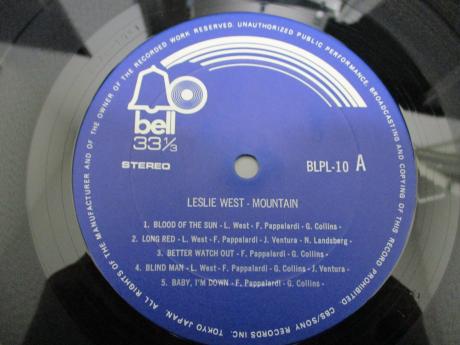 ALL RIGHTS OF THE MANUFACTURER AND OF THE OWNER OF THE RECORDED WORK RESERVED. UNAUTHORIZED PUBLIC PERFORMANCE, BROADCASTING AND COPYING OF THIS RECORD PROHIBITED.
bell
33 1/3
STEREO
BLPL-10 A
LESLIE WEST - MOUNTAIN
1. BLOOD OF THE SUN - L. West - F. Pappalardi - G. Collins -
2. LONG RED - L. West - F. Pappalardi - J. Ventura - N. Landsberg -
3. BETTER WATCH OUT - F. Pappalardi - G. Collins -
4. BLIND MAN - L. West - F. Pappalardi - G. Collins - J. Ventura -
5. BABY, I'M DOWN - F. Pappalardi - G. Collins -
CBS/SONY RECORDS INC. TOKYO JAPAN.